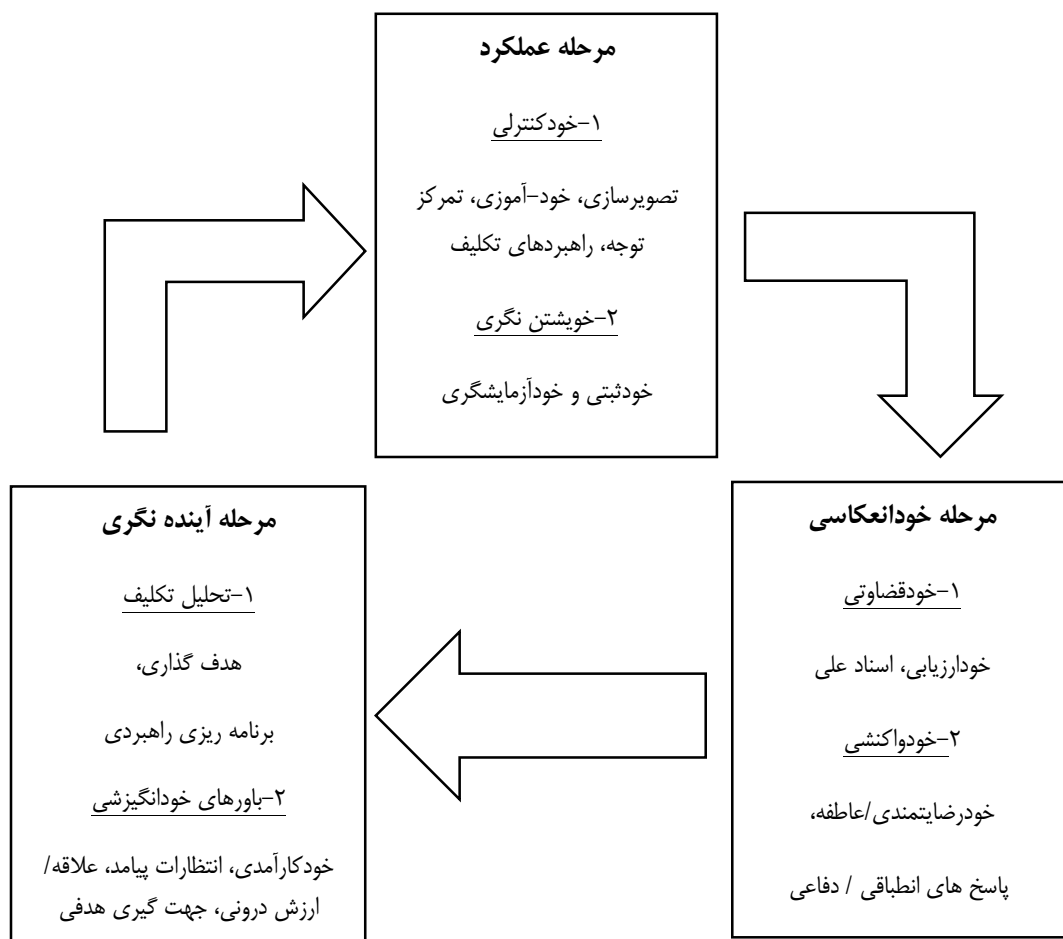 مرحله عملکرد
۱-خودکنترلی
تصویرسازی، خود-آموزی، تمرکز
توجه، راهبردهای تکلیف
۲-خویشتن نگری
خودثبتی و خودآزمایشگری
مرحله خودانعکاسی
۱-خودقضاوتی
خودارزیابی، اسناد علی
۲-خودواکنشی
خودرضایتمندی/عاطفه،
پاسخ های انطباقی / دفاعی
مرحله آینده نگری
۱-تحلیل تکلیف
هدف گذاری،
برنامه ریزی راهبردی
۲-باورهای خودانگیزشی
خودکارآمدی، انتظارات پیامد، علاقه/
ارزش درونی، جهت گیری هدفی